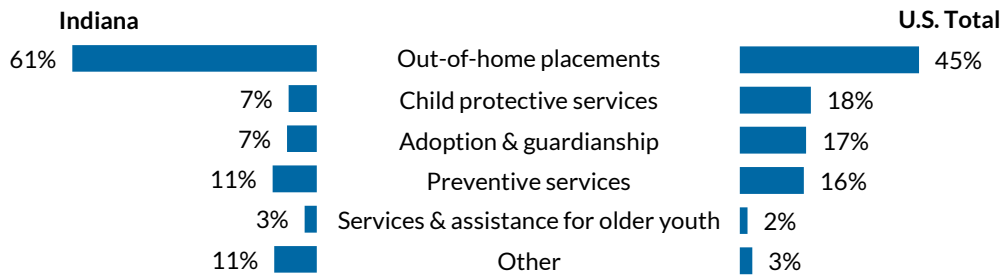 Indiana U.S. Total
61% Out-of-home placements 45%
7% Child protective services 18%
7% Adoption & guardianship 17%
11% Preventive services 16%
3% Services & assistance for older youth 2%
11% Other 3%